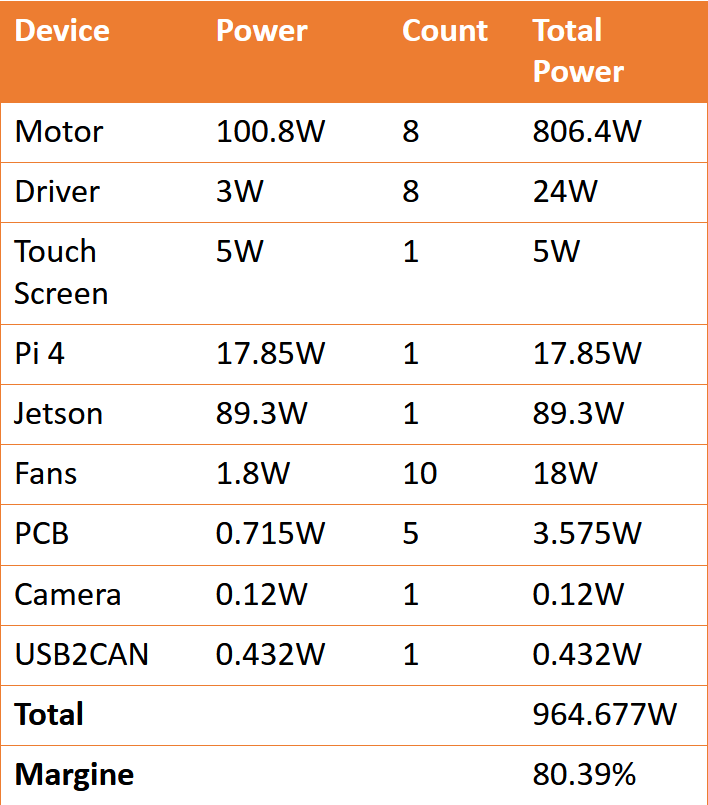 Device Power Count Total
Power
Motor 100.8W 8 806.4W
Driver 3W 8 24W
Touch 5W 1 5W
Screen
Pi 4 17.85W 1 17.85W
Jetson 89.3W 1 89.3W
Fans 1.8W 10 18W
PCB 0.715W 5 3.575W
Camera 0.12W 1 0.12W
USB2CAN 0.432W 1 0.432W
Total 964.677W
Margine 80.39%